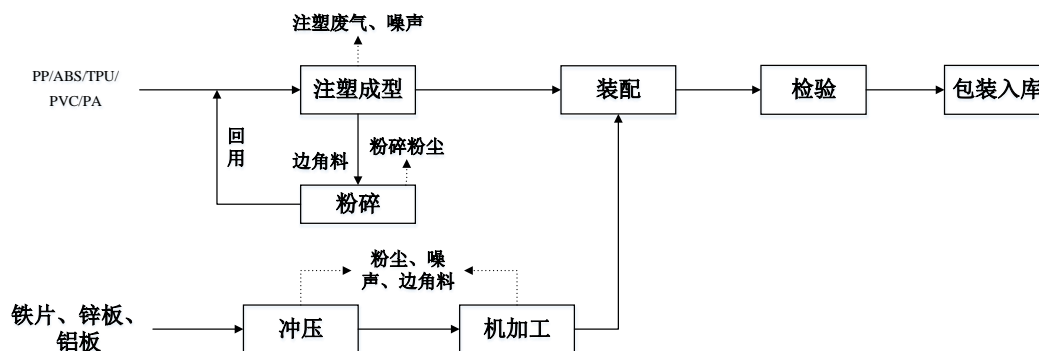 注塑废气、噪声
PP/ABS/TPU/
PVC/PA
注塑成型
装配
检验
包装入库
回
用
边角料
粉碎粉尘
粉碎
粉尘、噪
声、边角料
铁片、锌板、
铝板
冲压
机加工